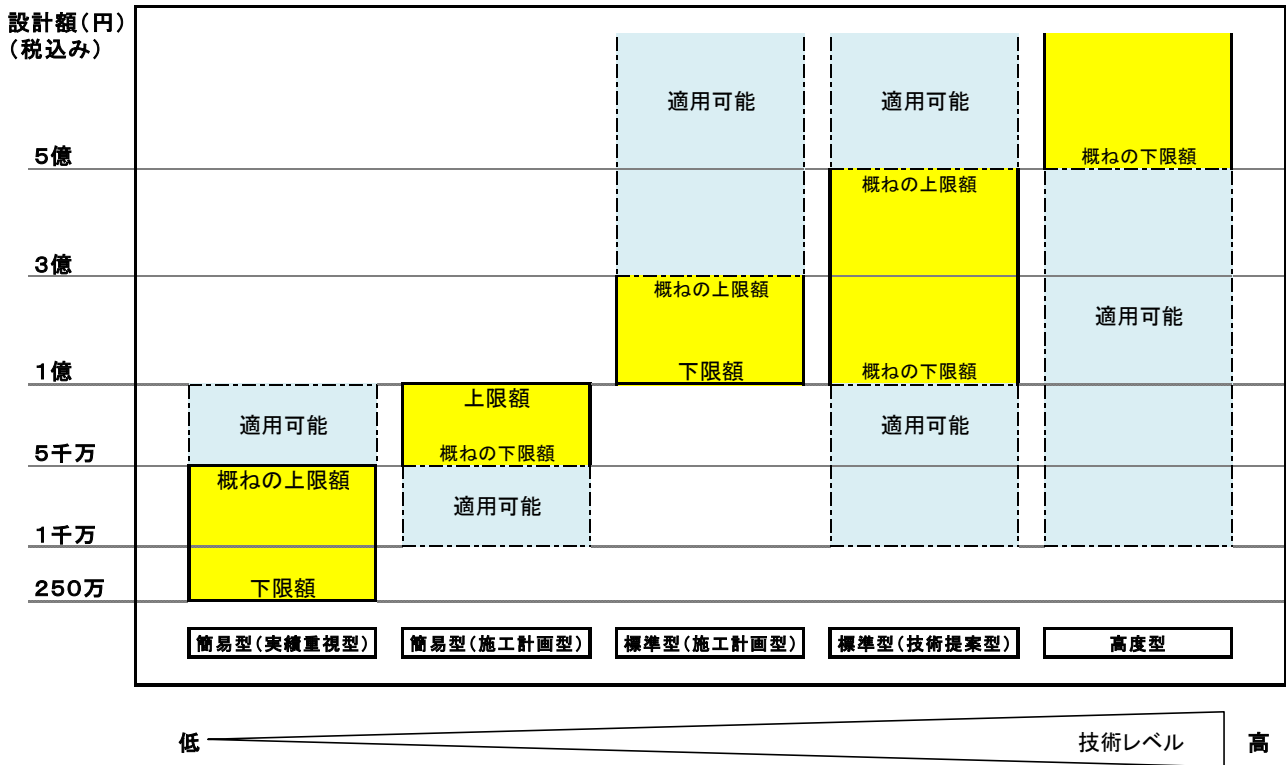 設計額（円）
（税込み）
適用可能
適用可能
5億
概ねの下限額
概ねの上限額
3億
概ねの上限額
適用可能
1億
下限額
概ねの下限額
上限額
適用可能
適用可能
5千万
概ねの下限額
概ねの上限額
適用可能
1千万
250万
下限額
簡易型（実績重視型）
簡易型（施工計画型）
標準型（施工計画型）
標準型（技術提案型）
高度型
低
技術レベル
高